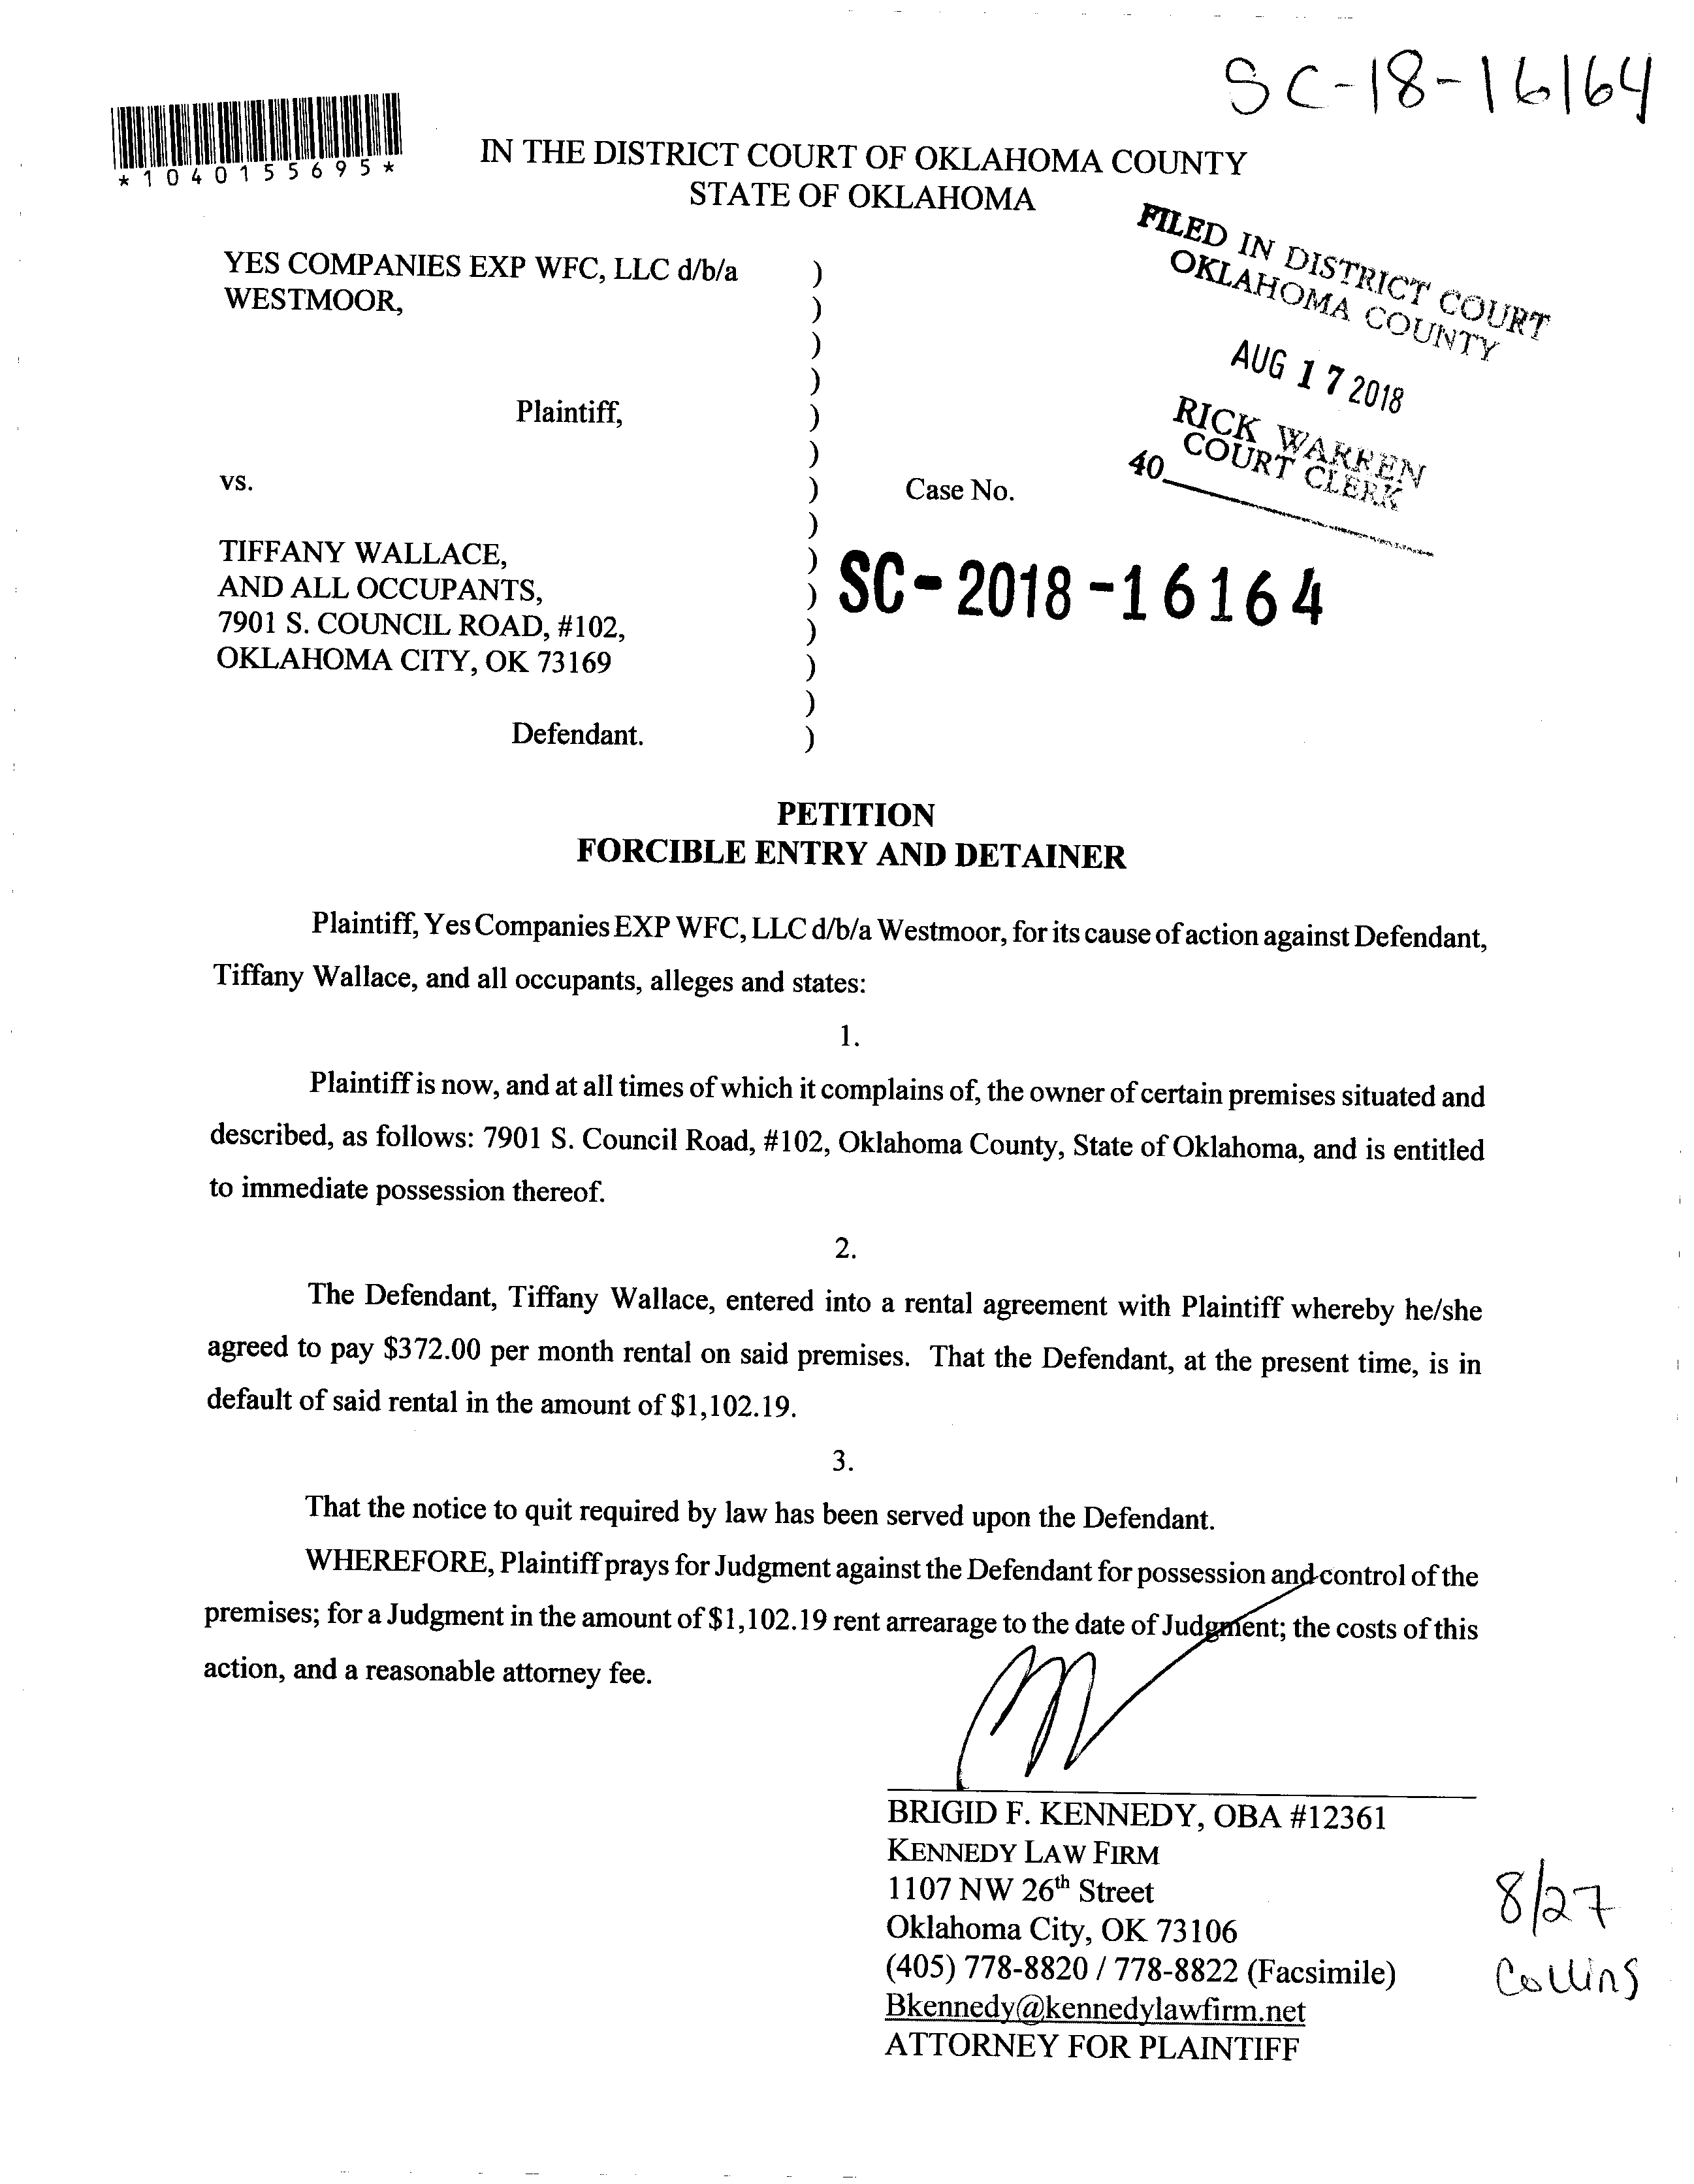 SC-18-16164
*1040155695*
IN THE DISTRICT COURT OF OKLAHOMA COUNTY
STATE OF OKLAHOMA
FILED IN DISTRICT COURT
OKLAHOMA COUNTY
AUG 17 2018
RICK WARREN
COURT CLERK
40
YES COMPANIES EXP WFC, LLC d/b/a )
WESTMOOR, )
)
)
Plaintiff, )
)
vs. ) Case No.
)
TIFFANY WALLACE, )
AND ALL OCCUPANTS, ) SC-2018-16164
7901 S. COUNCIL ROAD, #102, )
OKLAHOMA CITY, OK 73169 )
)
Defendant. )
PETITION
FORCIBLE ENTRY AND DETAINER
Plaintiff, Yes Companies EXP WFC, LLC d/b/a Westmoor, for its cause of action against Defendant,
Tiffany Wallace, and all occupants, alleges and states:
1.
Plaintiff is now, and at all times of which it complains of, the owner of certain premises situated and
described, as follows: 7901 S. Council Road, #102, Oklahoma County, State of Oklahoma, and is entitled
to immediate possession thereof.
2.
The Defendant, Tiffany Wallace, entered into a rental agreement with Plaintiff whereby he/she
agreed to pay $372.00 per month rental on said premises. That the Defendant, at the present time, is in
default of said rental in the amount of $1,102.19.
3.
That the notice to quit required by law has been served upon the Defendant.
WHEREFORE, Plaintiff prays for Judgment against the Defendant for possession and control of the
premises; for a Judgment in the amount of $1,102.19 rent arrearage to the date of Judgment; the costs of this
action, and a reasonable attorney fee.
BRIGID F. KENNEDY, OBA #12361
KENNEDY LAW FIRM
1107 NW 26th Street
Oklahoma City, OK 73106
(405) 778-8820 / 778-8822 (Facsimile)
Bkennedy@kennedylawfirm.net
ATTORNEY FOR PLAINTIFF
8/27
Collins